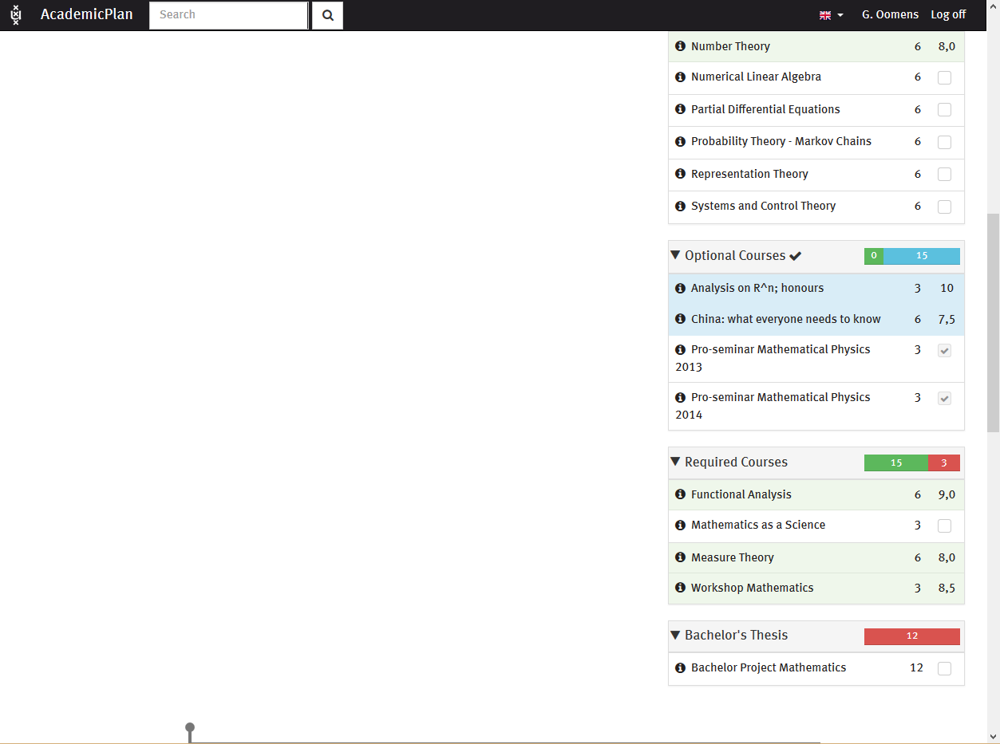 AcademicPlan Search G. Oomens Log off
Number Theory 6 8,0
Numerical Linear Algebra 6
Partial Differential Equations 6
Probability Theory - Markov Chains 6
Representation Theory 6
Systems and Control Theory 6
Optional Courses 0 15
Analysis on R^n; honours 3 10
China: what everyone needs to know 6 7,5
Pro-seminar Mathematical Physics 3
2013
Pro-seminar Mathematical Physics 3
2014
Required Courses 15 3
Functional Analysis 6 9,0
Mathematics as a Science 3
Measure Theory 6 8,0
Workshop Mathematics 3 8,5
Bachelor's Thesis 12
Bachelor Project Mathematics 12